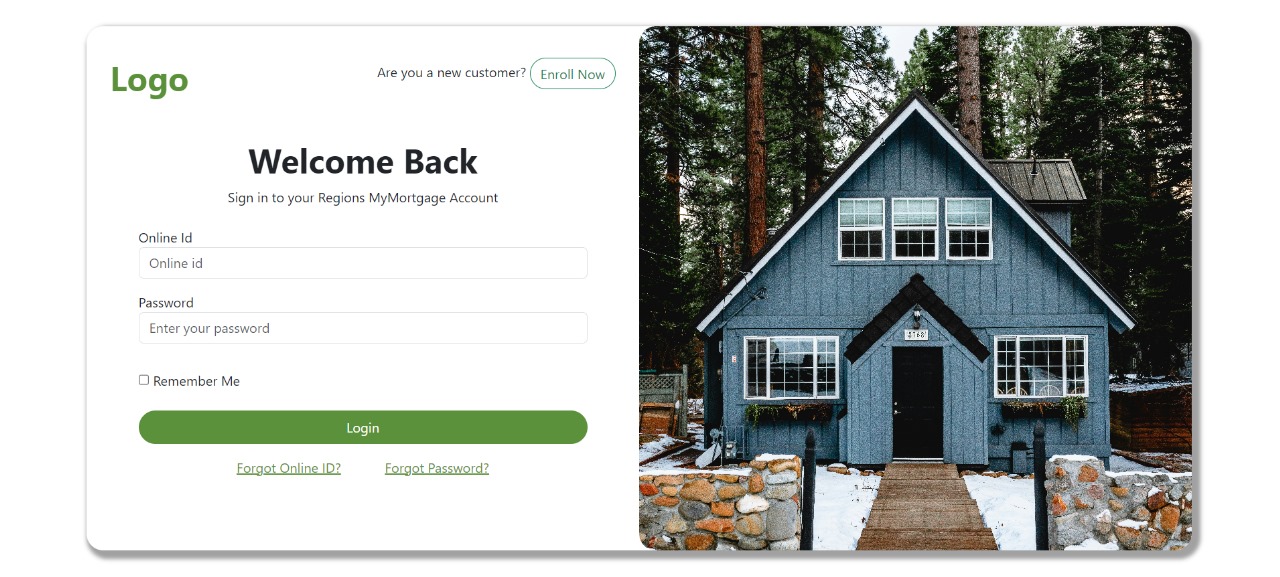 Logo
Are you a new customer? Enroll Now
Welcome Back
Sign in to your Regions MyMortgage Account
Online Id
Online id
Password
Enter your password
Remember Me
Login
Forgot Online ID? Forgot Password?